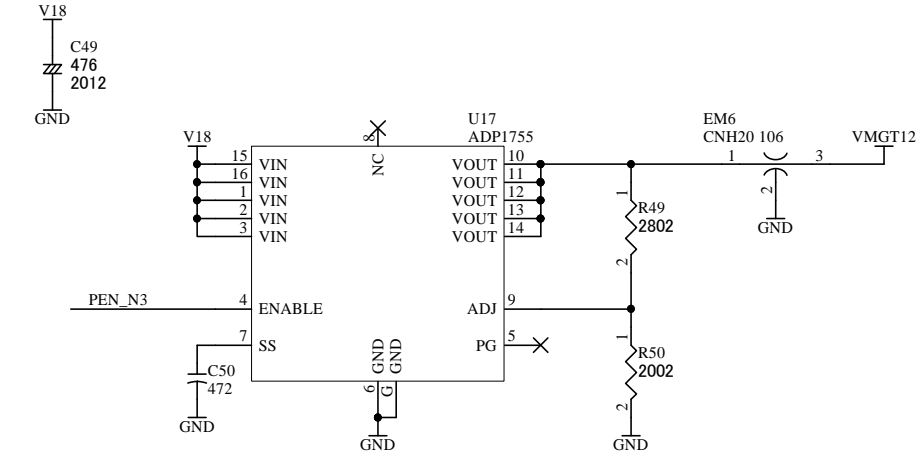 V18
C49
476
2012
GND
U17
ADP1755
EM6
CNH20 106
V18
8
NC
VMGT12
15 VIN VOUT 10
1 3
16 VIN VOUT 11
1 VIN VOUT 12
2 VIN VOUT 13
3 VIN VOUT 14
1
R49
2802
2
2
GND
PEN_N3 4 ENABLE ADJ 9
7 SS PG 5
1
R50
2002
2
C50
472
GND
GND
6
G
GND
GND
GND